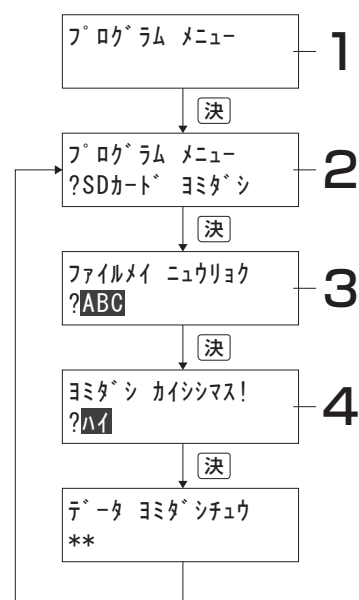 プログラム メニュー
1
決
プログラム メニュー
?SDカード ヨミダシ
2
決
ファイルメイ ニュウリョク
?ABC
3
決
ヨミダシ カイシシマス!
?ハイ
4
決
データ ヨミダシチュウ
**